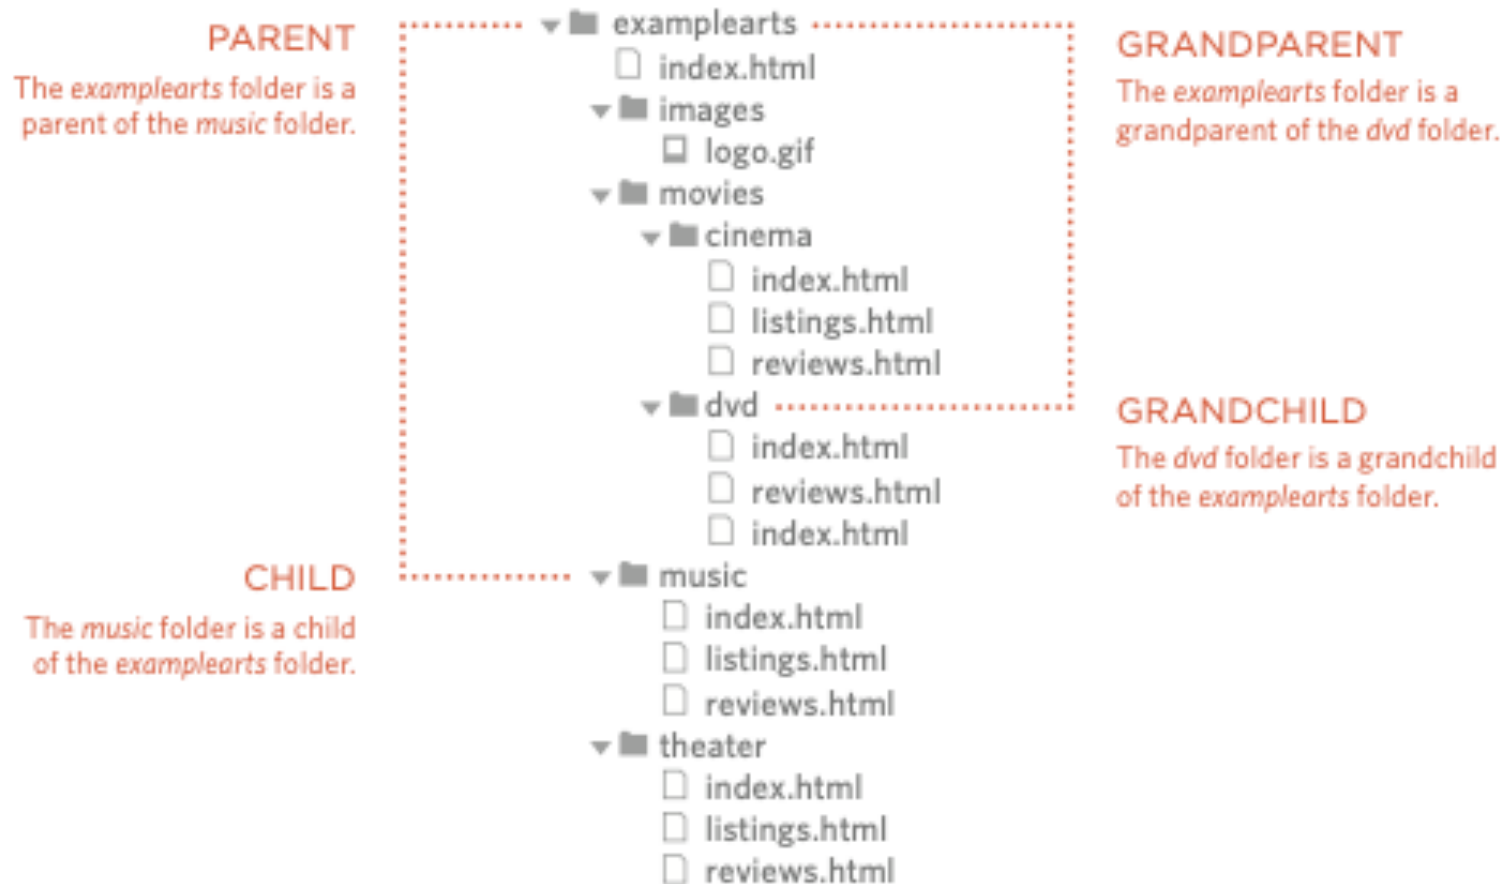 PARENT
The examplearts folder is a
parent of the music folder.
examplearts
index.html
images
logo.gif
movies
cinema
index.html
listings.html
reviews.html
dvd
index.html
reviews.html
index.html
music
index.html
listings.html
reviews.html
theater
index.html
listings.html
reviews.html
GRANDPARENT
The examplearts folder is a
grandparent of the dvd folder.
GRANDCHILD
The dvd folder is a grandchild
of the examplearts folder.
CHILD
The music folder is a child
of the examplearts folder.